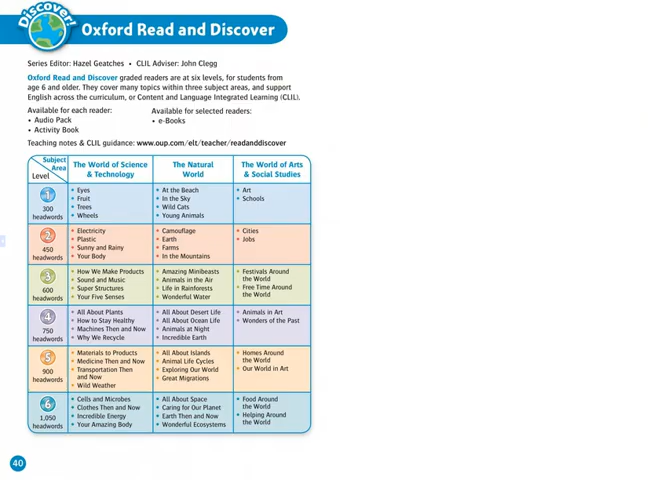 Discover!
Oxford Read and Discover
Series Editor: Hazel Geatches • CLIL Adviser: John Clegg
Oxford Read and Discover graded readers are at six levels, for students from
age 6 and older. They cover many topics within three subject areas, and support
English across the curriculum, or Content and Language Integrated Learning (CLIL).
Available for each reader:
• Audio Pack
• Activity Book
Available for selected readers:
• e-Books
Teaching notes & CLIL guidance: www.oup.com/elt/teacher/readanddiscover
Subject
Area
Level
The World of Science
& Technology
The Natural
World
The World of Arts
& Social Studies
1
300
headwords
• Eyes
• Fruit
• Trees
• Wheels
• At the Beach
• In the Sky
• Wild Cats
• Young Animals
• Art
• Schools
2
450
headwords
• Electricity
• Plastic
• Sunny and Rainy
• Your Body
• Camouflage
• Earth
• Farms
• In the Mountains
• Cities
• Jobs
3
600
headwords
• How We Make Products
• Sound and Music
• Super Structures
• Your Five Senses
• Amazing Minibeasts
• Animals in the Air
• Life in Rainforests
• Wonderful Water
• Festivals Around
the World
• Free Time Around
the World
4
750
headwords
• All About Plants
• How to Stay Healthy
• Machines Then and Now
• Why We Recycle
• All About Desert Life
• All About Ocean Life
• Animals at Night
• Incredible Earth
• Animals in Art
• Wonders of the Past
5
900
headwords
• Materials to Products
• Medicine Then and Now
• Transportation Then
and Now
• Wild Weather
• All About Islands
• Animal Life Cycles
• Exploring Our World
• Great Migrations
• Homes Around
the World
• Our World in Art
6
1,050
headwords
• Cells and Microbes
• Clothes Then and Now
• Incredible Energy
• Your Amazing Body
• All About Space
• Caring for Our Planet
• Earth Then and Now
• Wonderful Ecosystems
• Food Around
the World
• Helping Around
the World
40